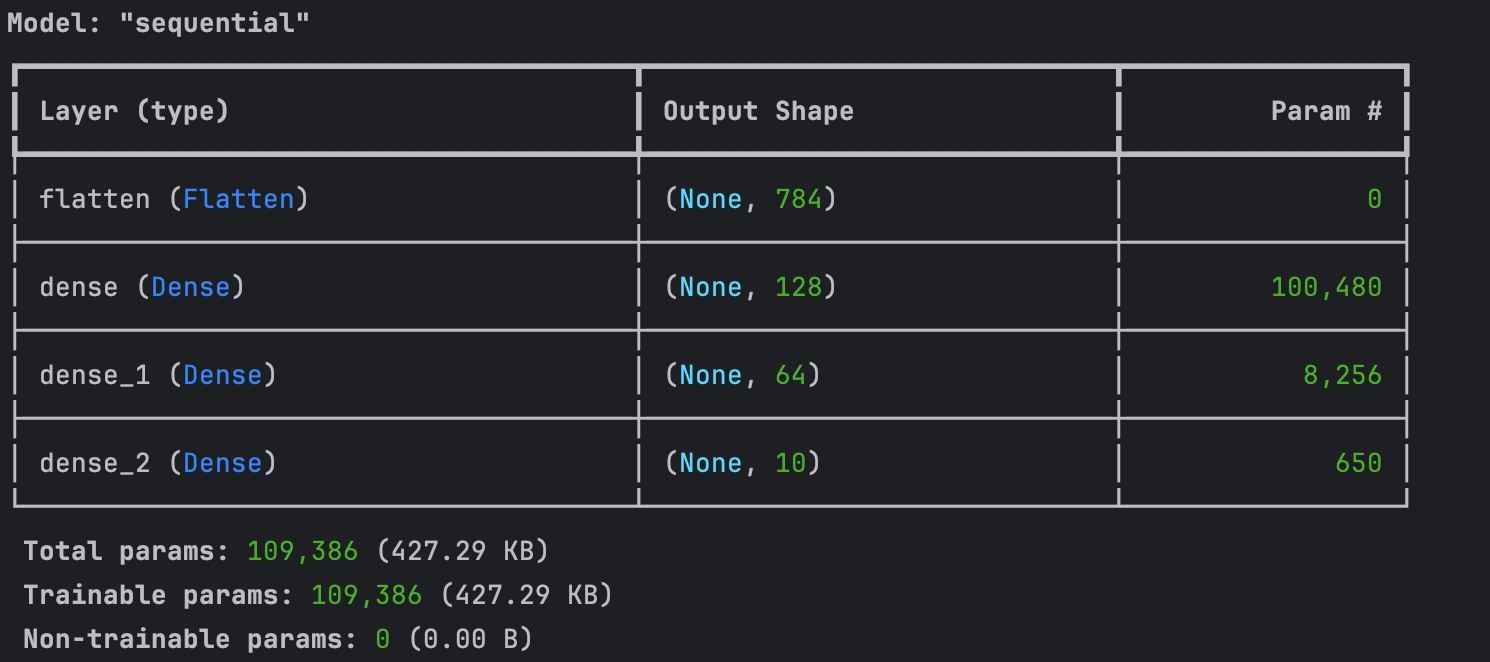 Model: "sequential"
Layer (type) Output Shape Param #
flatten (Flatten) (None, 784) 0
dense (Dense) (None, 128) 100,480
dense_1 (Dense) (None, 64) 8,256
dense_2 (Dense) (None, 10) 650
Total params: 109,386 (427.29 KB)
Trainable params: 109,386 (427.29 KB)
Non-trainable params: 0 (0.00 B)